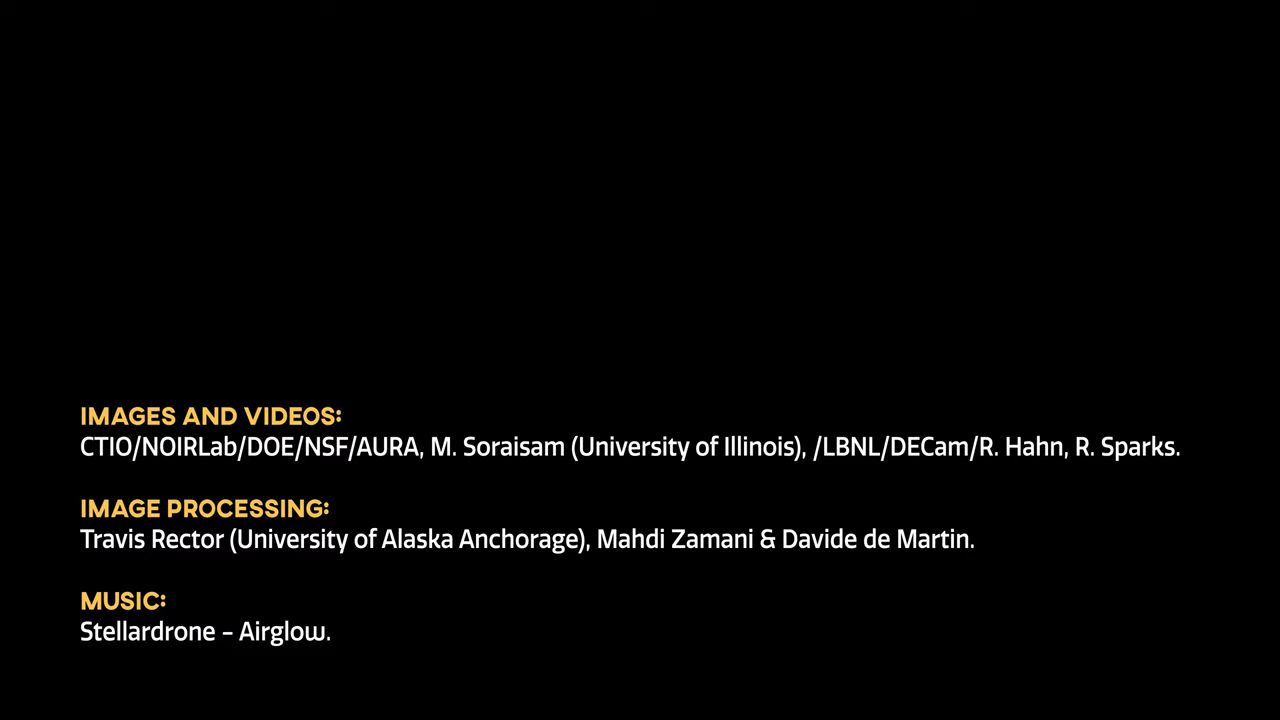 IMAGES AND VIDEOS:
CTIO/NOIRLab/DOE/NSF/AURA, M. Soraisam (University of Illinois), /LBNL/DECam/R. Hahn, R. Sparks.
IMAGE PROCESSING:
Travis Rector (University of Alaska Anchorage), Mahdi Zamani & Davide de Martin.
MUSIC:
Stellardrone - Airglow.